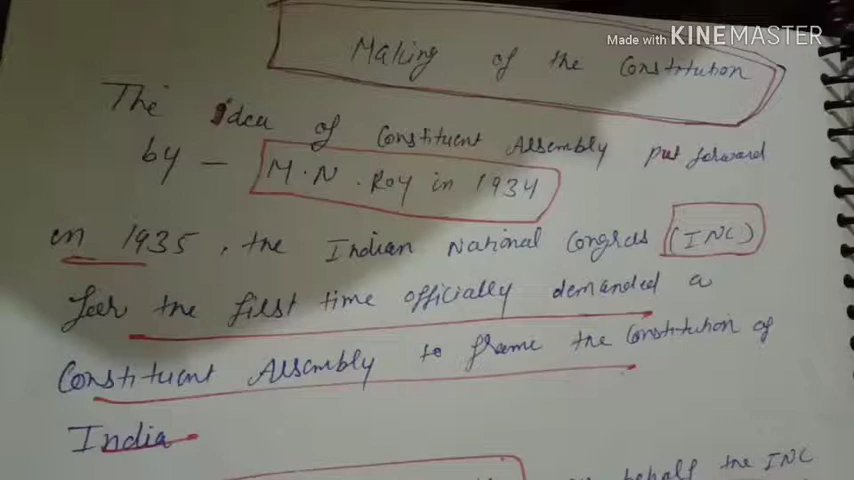 Made with KINEMASTER
Making of the Constitution
The idea of Constituent Assembly put forward
by - M.N.Roy in 1934
in 1935, the Indian National Congress (INC)
for the first time officially demanded a
Constituent Assembly to frame the Constitution of
India
behalf the INC